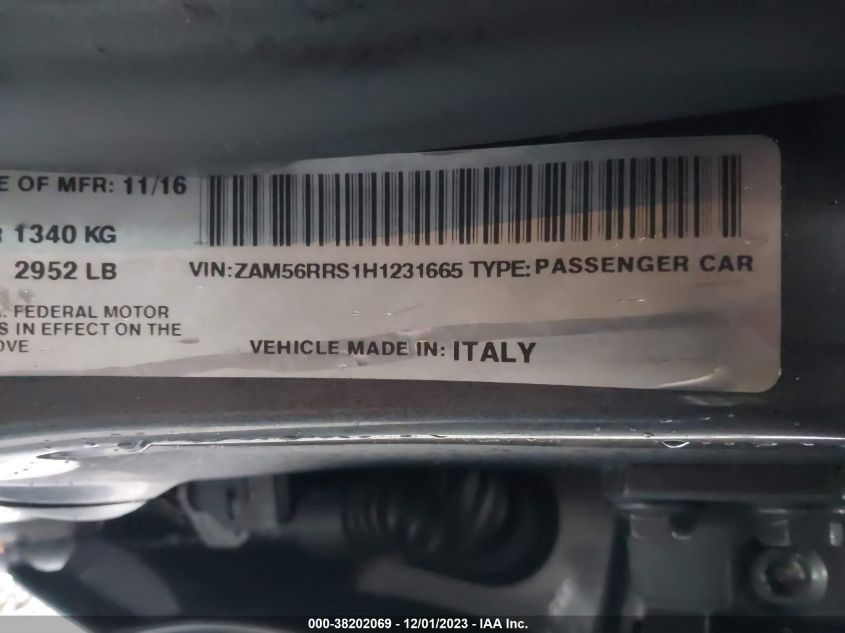 E OF MFR: 11/16
1340 KG
2952 LB
VIN:ZAM56RRS1H1231665 TYPE:PASSENGER CAR
. FEDERAL MOTOR
S IN EFFECT ON THE
OVE
VEHICLE MADE IN: ITALY
000-38202069 - 12/01/2023 - IAA Inc.